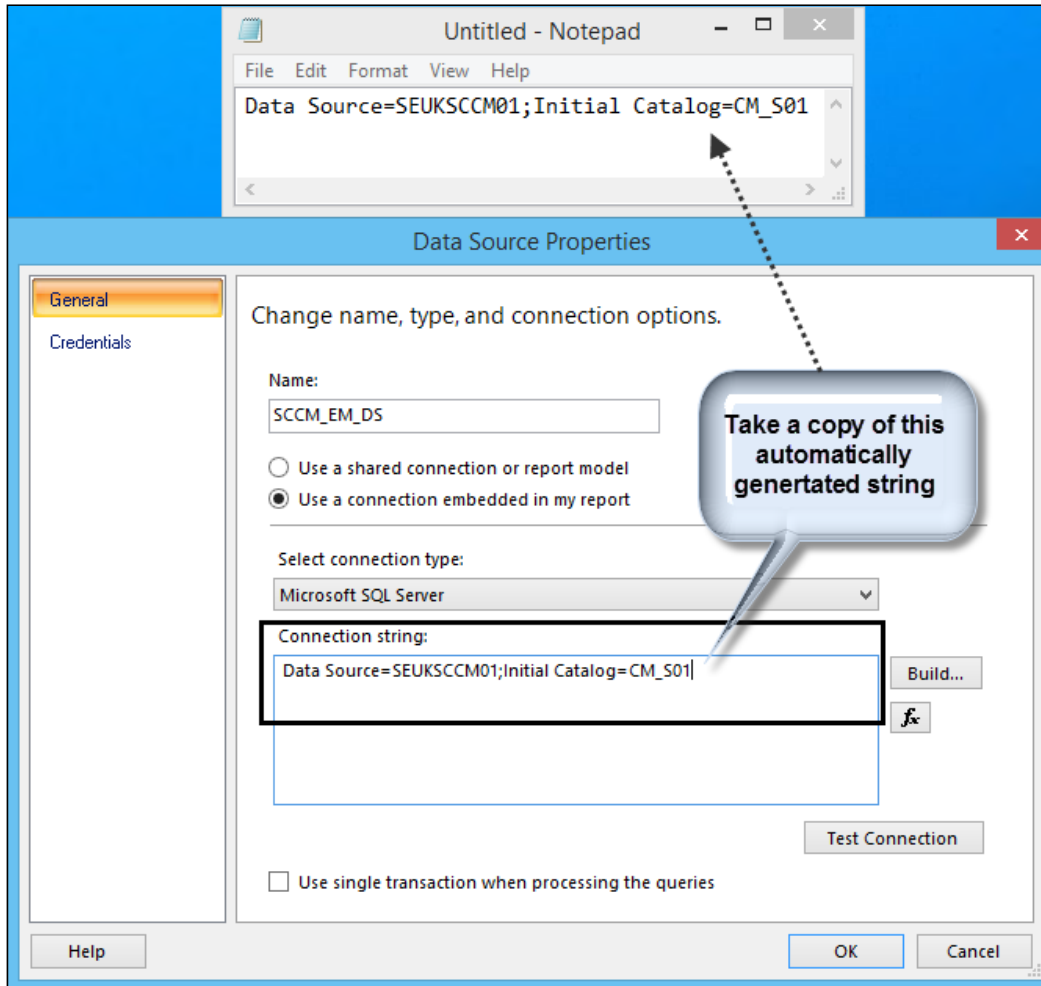 Untitled - Notepad
File Edit Format View Help
Data Source=SEUKSCCM01;Initial Catalog=CM_S01
Data Source Properties
General
Credentials
Change name, type, and connection options.
Name:
SCCM_EM_DS
Use a shared connection or report model
Use a connection embedded in my report
Take a copy of this
automatically
genertated string
Select connection type:
Microsoft SQL Server
Connection string:
Data Source=SEUKSCCM01;Initial Catalog=CM_S01
Build...
fx
Test Connection
Use single transaction when processing the queries
Help
OK
Cancel